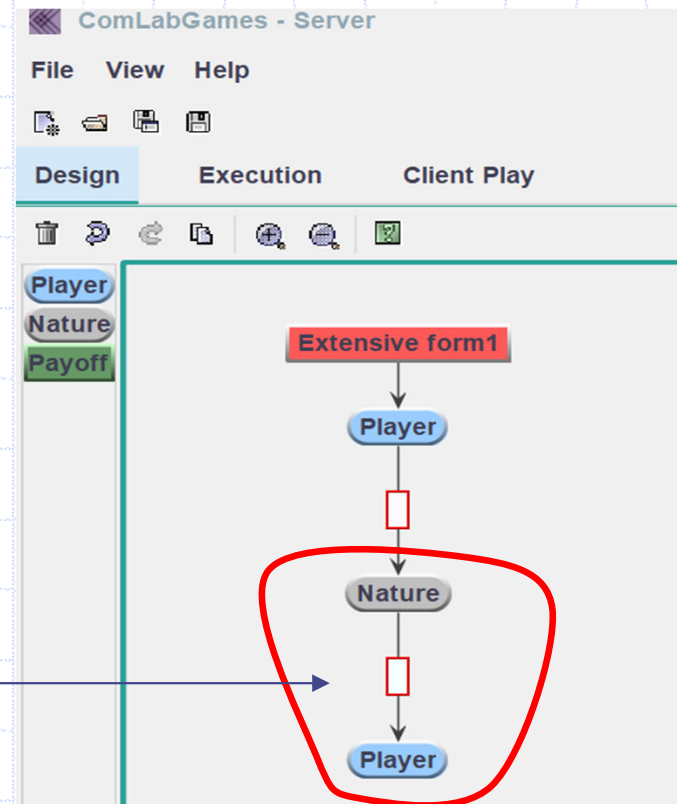 ComLabGames - Server
File View Help
Design Execution Client Play
Player
Nature
Payoff
Extensive form1
Player
Nature
Player